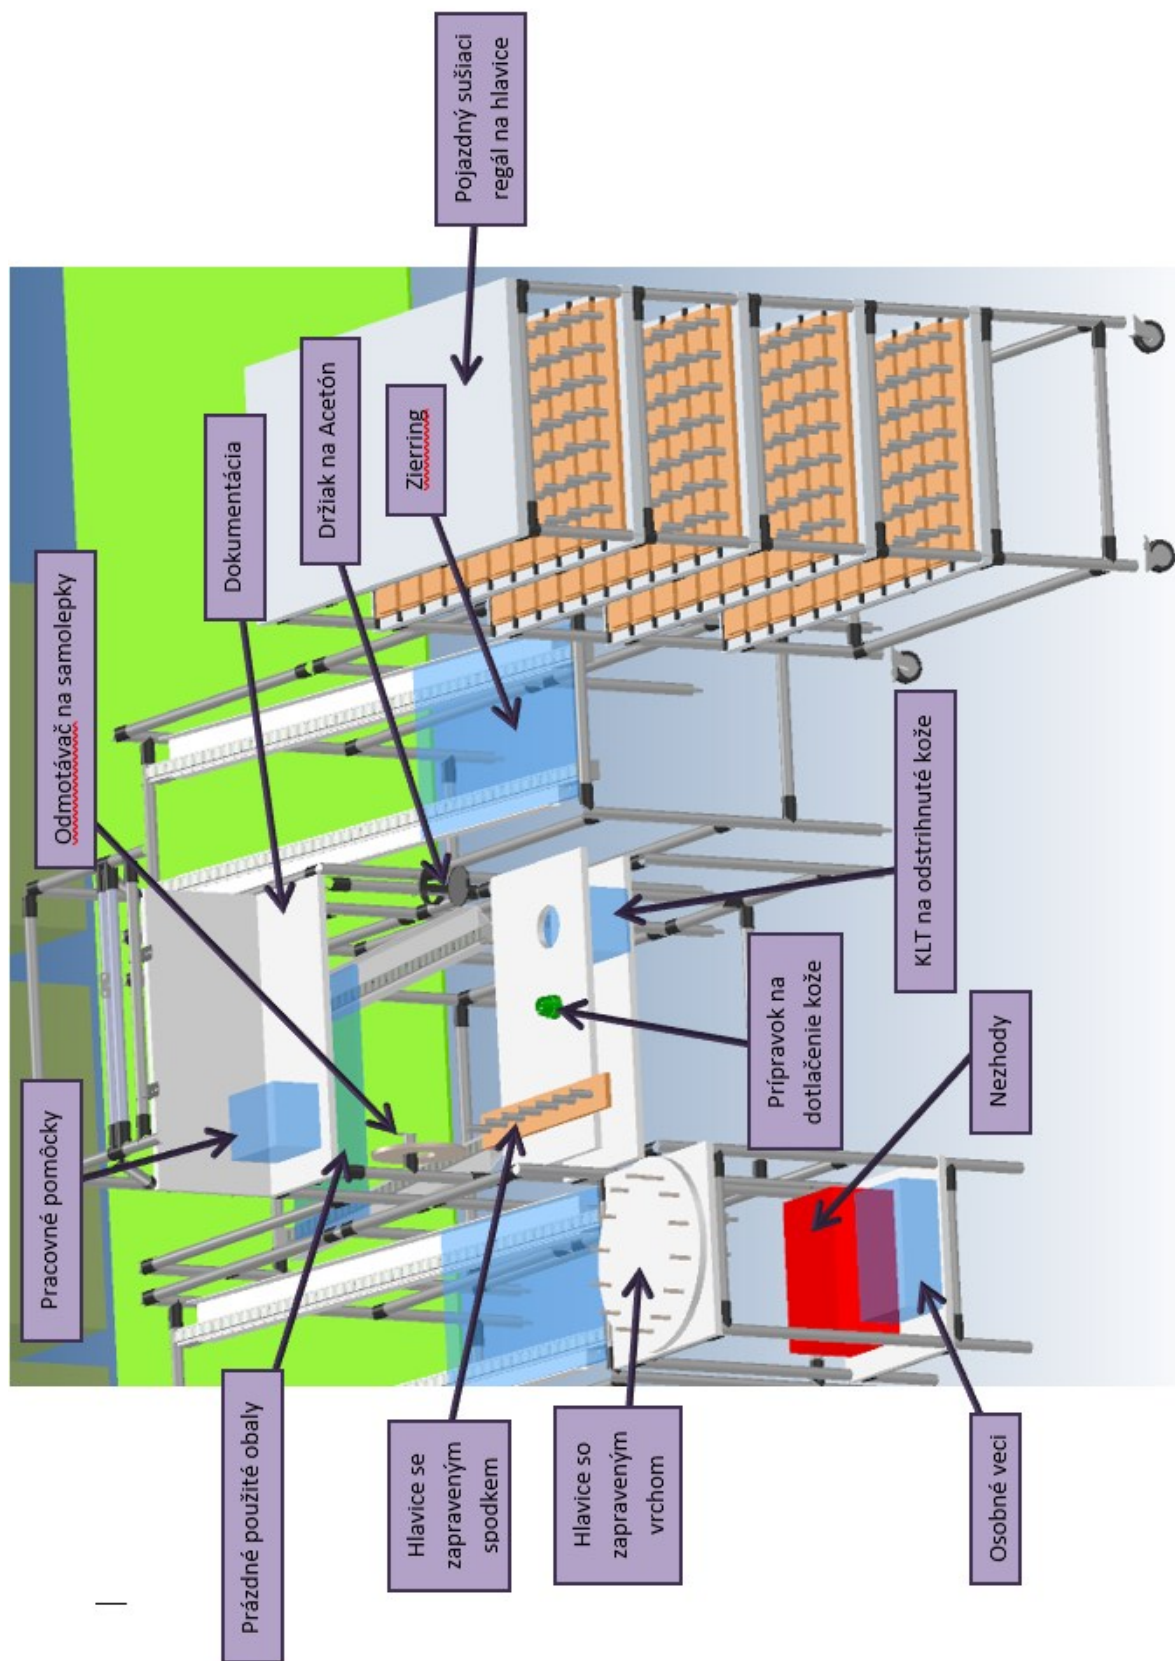 Pracovné pomôcky
Odmotávač na samolepky
Dokumentácia
Držiak na Acetón
Zierring
Pojazdný sušiaci
regál na hlavice
Prázdné použité obaly
Hlavice se
zapraveným
spodkem
Hlavice so
zapraveným
vrchom
Osobné veci
Nezhody
Prípravok na
dotlačenie kože
KLT na odstrihnuté kože